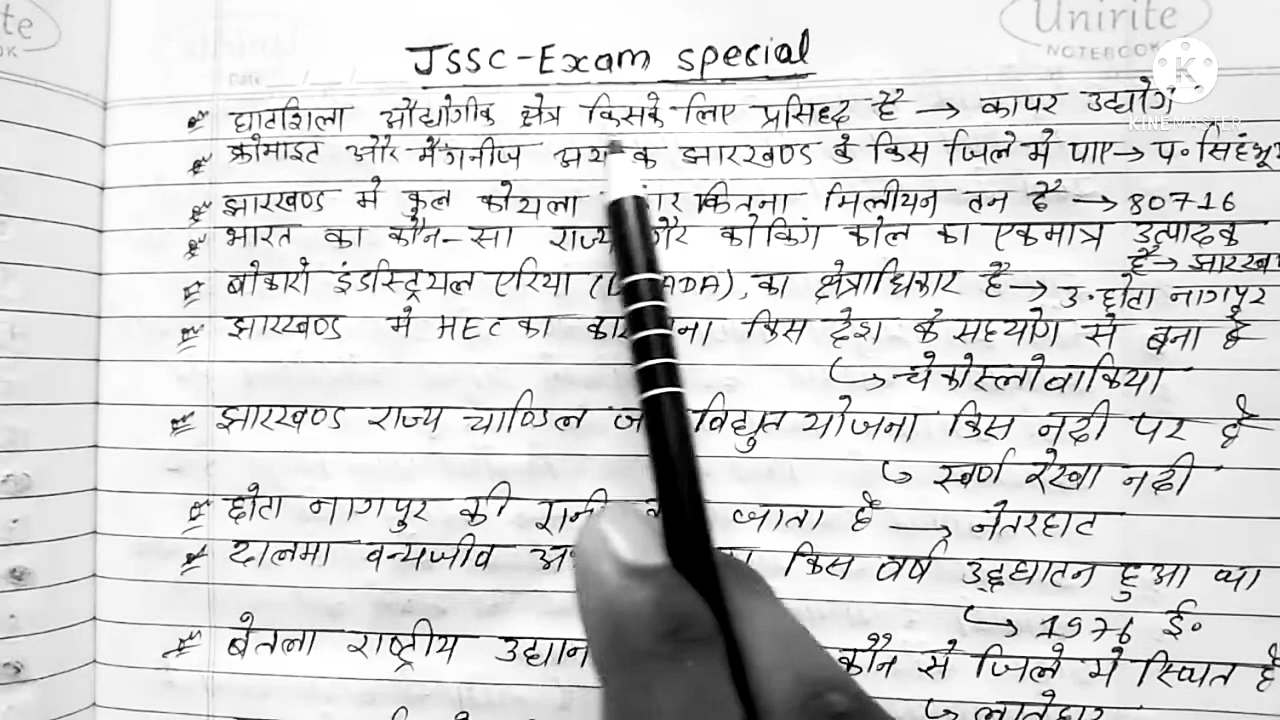 Unirite
NOTEBOOK
JSSC-Exam special
घाटशिला औद्योगीक क्षेत्र किसके लिए प्रसिद्द है → कापर उद्योग
KINEMASTER
क्रोमाइट और मैंगनीज झारखण्ड के किस जिले मे पाए → प. सिंहभू
झारखण्ड मे कुल कोयला कितना मिलीयन टन है → 80716
भारत का कौन-सा राज्य कोकिंग कोल का एकमात्र उत्पादक
है → झारख
बोकारो इंडस्ट्रियल एरिया का क्षेत्राधिकार है → उ. छोटा नागपुर
झारखण्ड मे HEC का किस देश के सहयोग से बना है
↳ चेकोस्लोवाकिया
झारखण्ड राज्य चाण्डिल विद्युत योजना किस नदी पर है
↳ स्वर्ण रेखा नदी
छोटा नागपुर की रानी जाता है → नेतरहाट
दालमा वन्यजीव किस वर्ष उद्घाटन हुआ था
↳ 1976 ई.
बेतला राष्ट्रीय उद्यान कौन से जिले मे स्थित है
↳ लातेहार